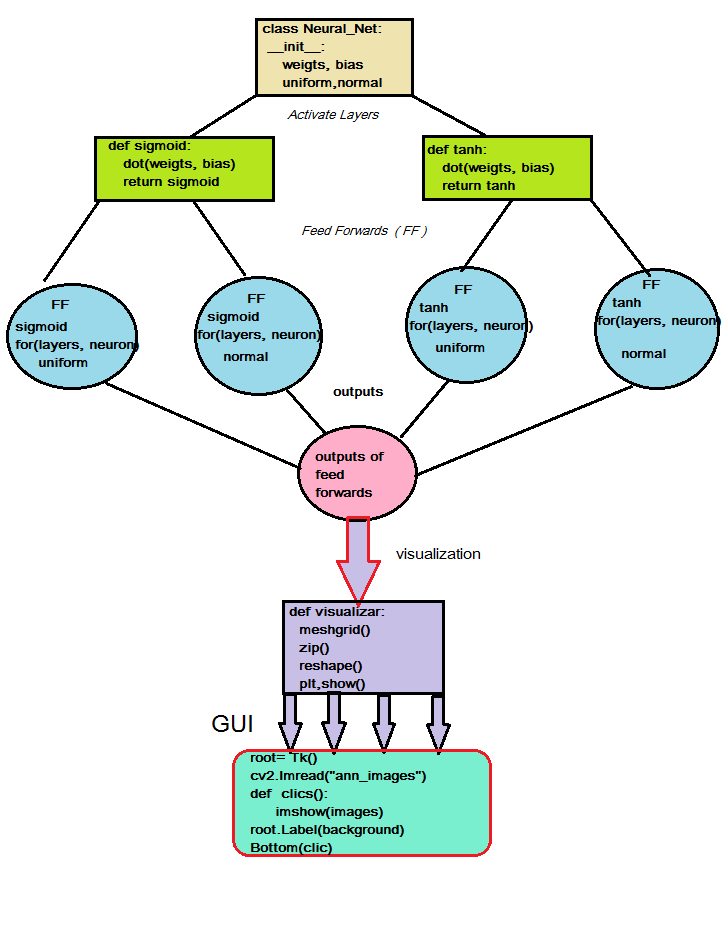 class Neural_Net:
__init__:
weigts, bias
uniform,normal
Activate Layers
def sigmoid:
dot(weigts, bias)
return sigmoid
def tanh:
dot(weigts, bias)
return tanh
Feed Forwards ( FF )
FF
sigmoid
for(layers, neuron)
uniform
FF
sigmoid
for(layers, neuron)
normal
FF
tanh
for(layers, neuron)
uniform
FF
tanh
for(layers, neuron)
normal
outputs
outputs of
feed
forwards
visualization
def visualizar:
meshgrid()
zip()
reshape()
plt,show()
GUI
root= Tk()
cv2.Imread("ann_images")
def clics():
imshow(images)
root.Label(background)
Bottom(clic)